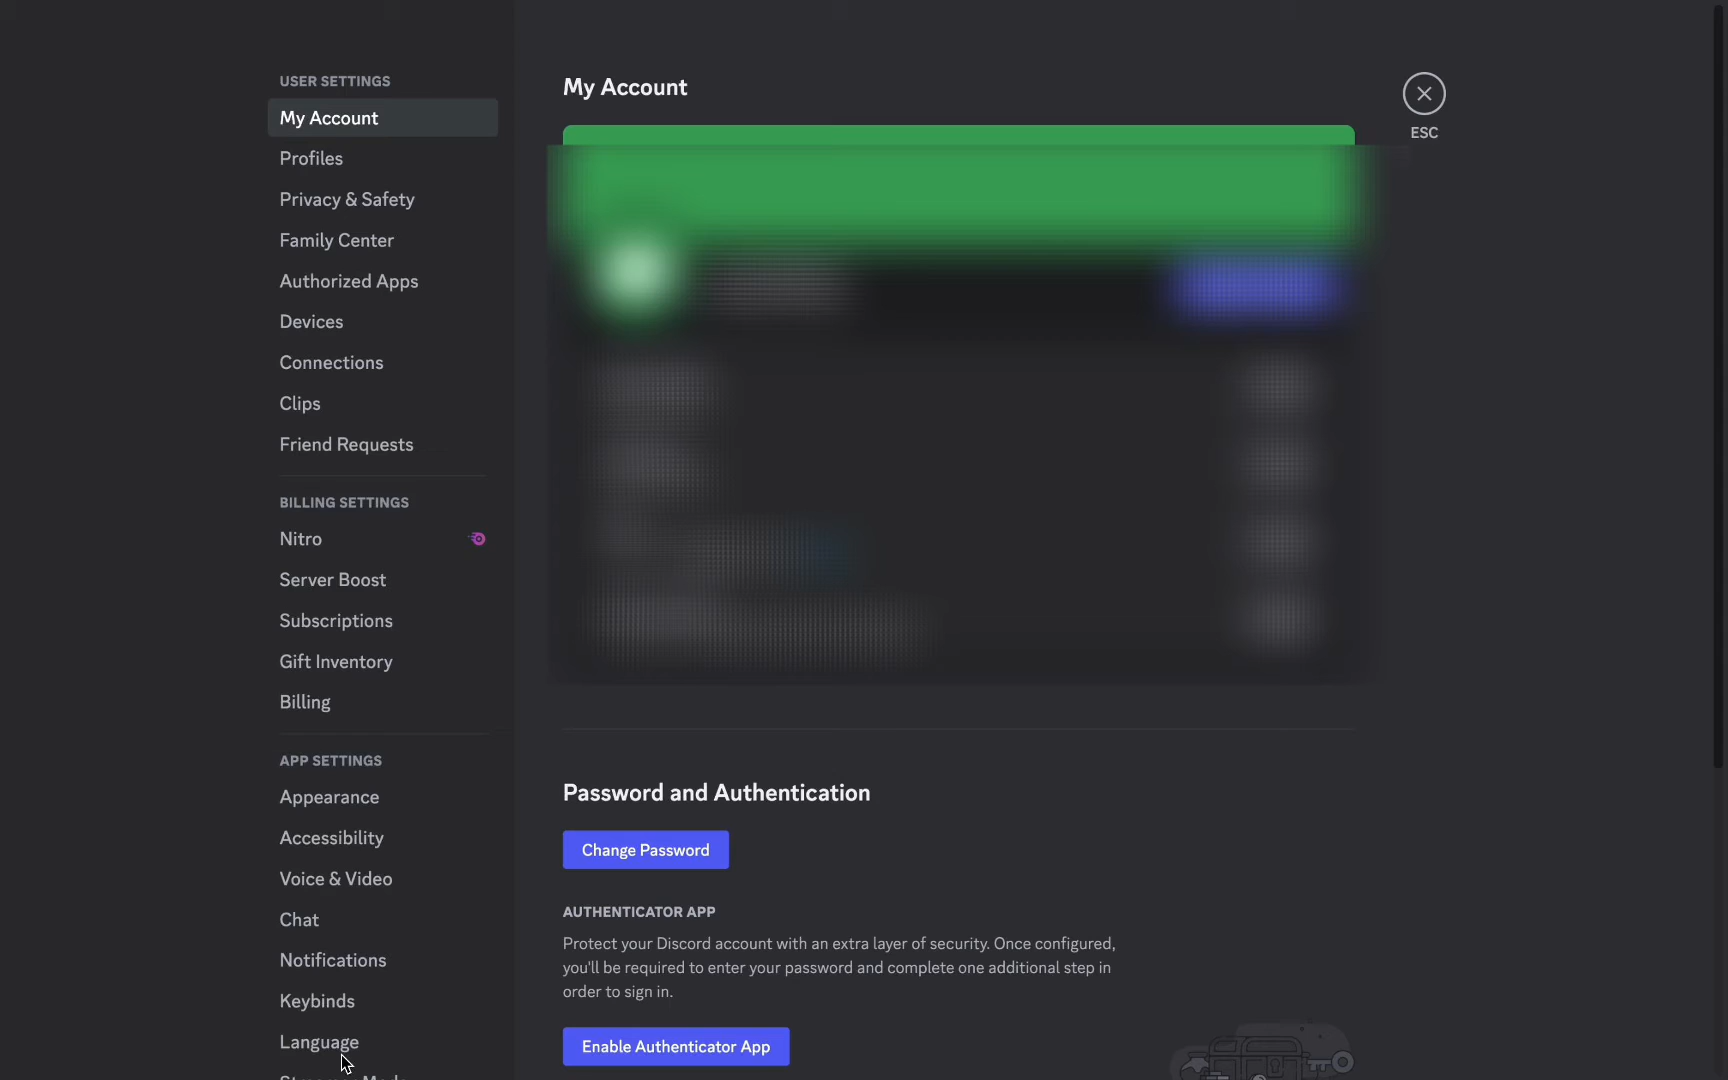 USER SETTINGS
My Account
Profiles
Privacy & Safety
Family Center
Authorized Apps
Devices
Connections
Clips
Friend Requests
BILLING SETTINGS
Nitro
Server Boost
Subscriptions
Gift Inventory
Billing
APP SETTINGS
Appearance
Accessibility
Voice & Video
Chat
Notifications
Keybinds
Language
My Account
ESC
Password and Authentication
Change Password
AUTHENTICATOR APP
Protect your Discord account with an extra layer of security. Once configured,
you'll be required to enter your password and complete one additional step in
order to sign in.
Enable Authenticator App